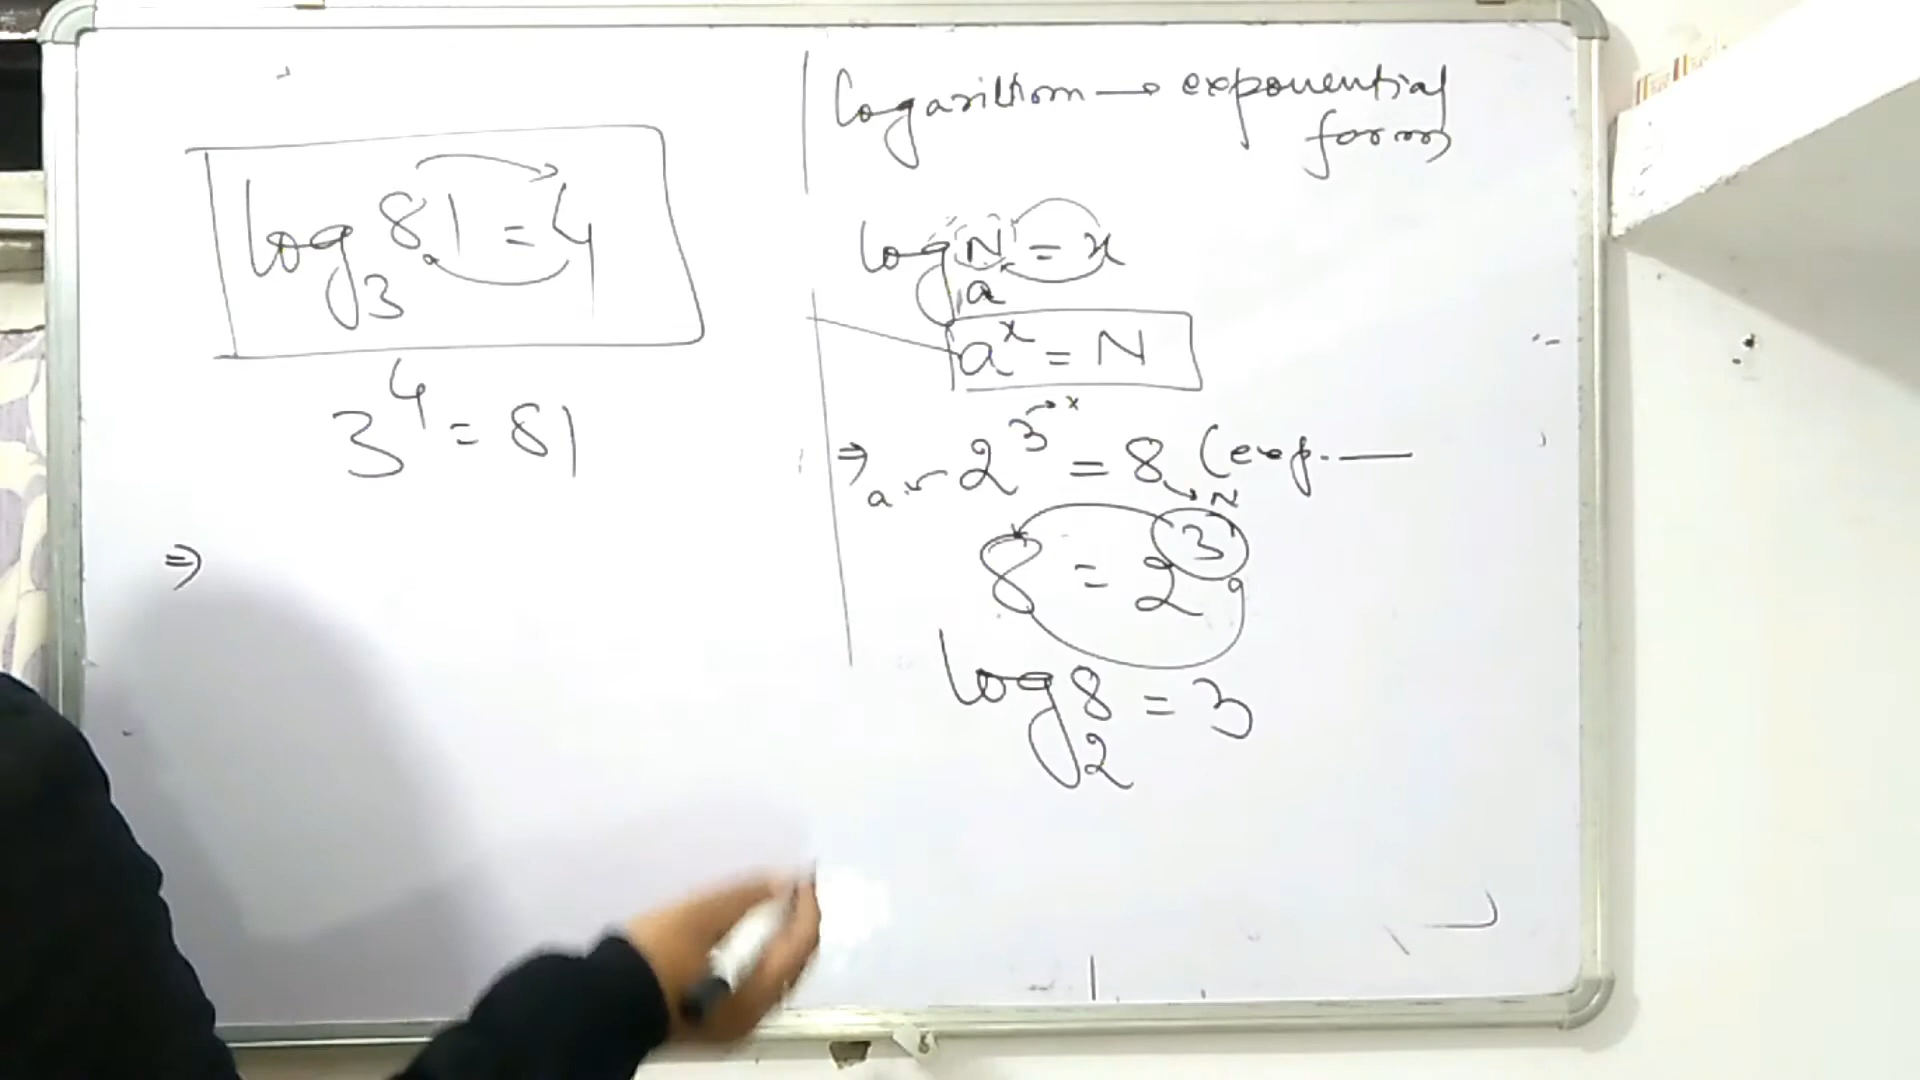 log₃ 81 = 4
3⁴ = 81
⇒
Logarithm → exponential
form
logₐ N = x
aˣ = N
→ x
⇒ 2³ = 8 (exp.
a
→ N
8 = 2³
log₂ 8 = 3